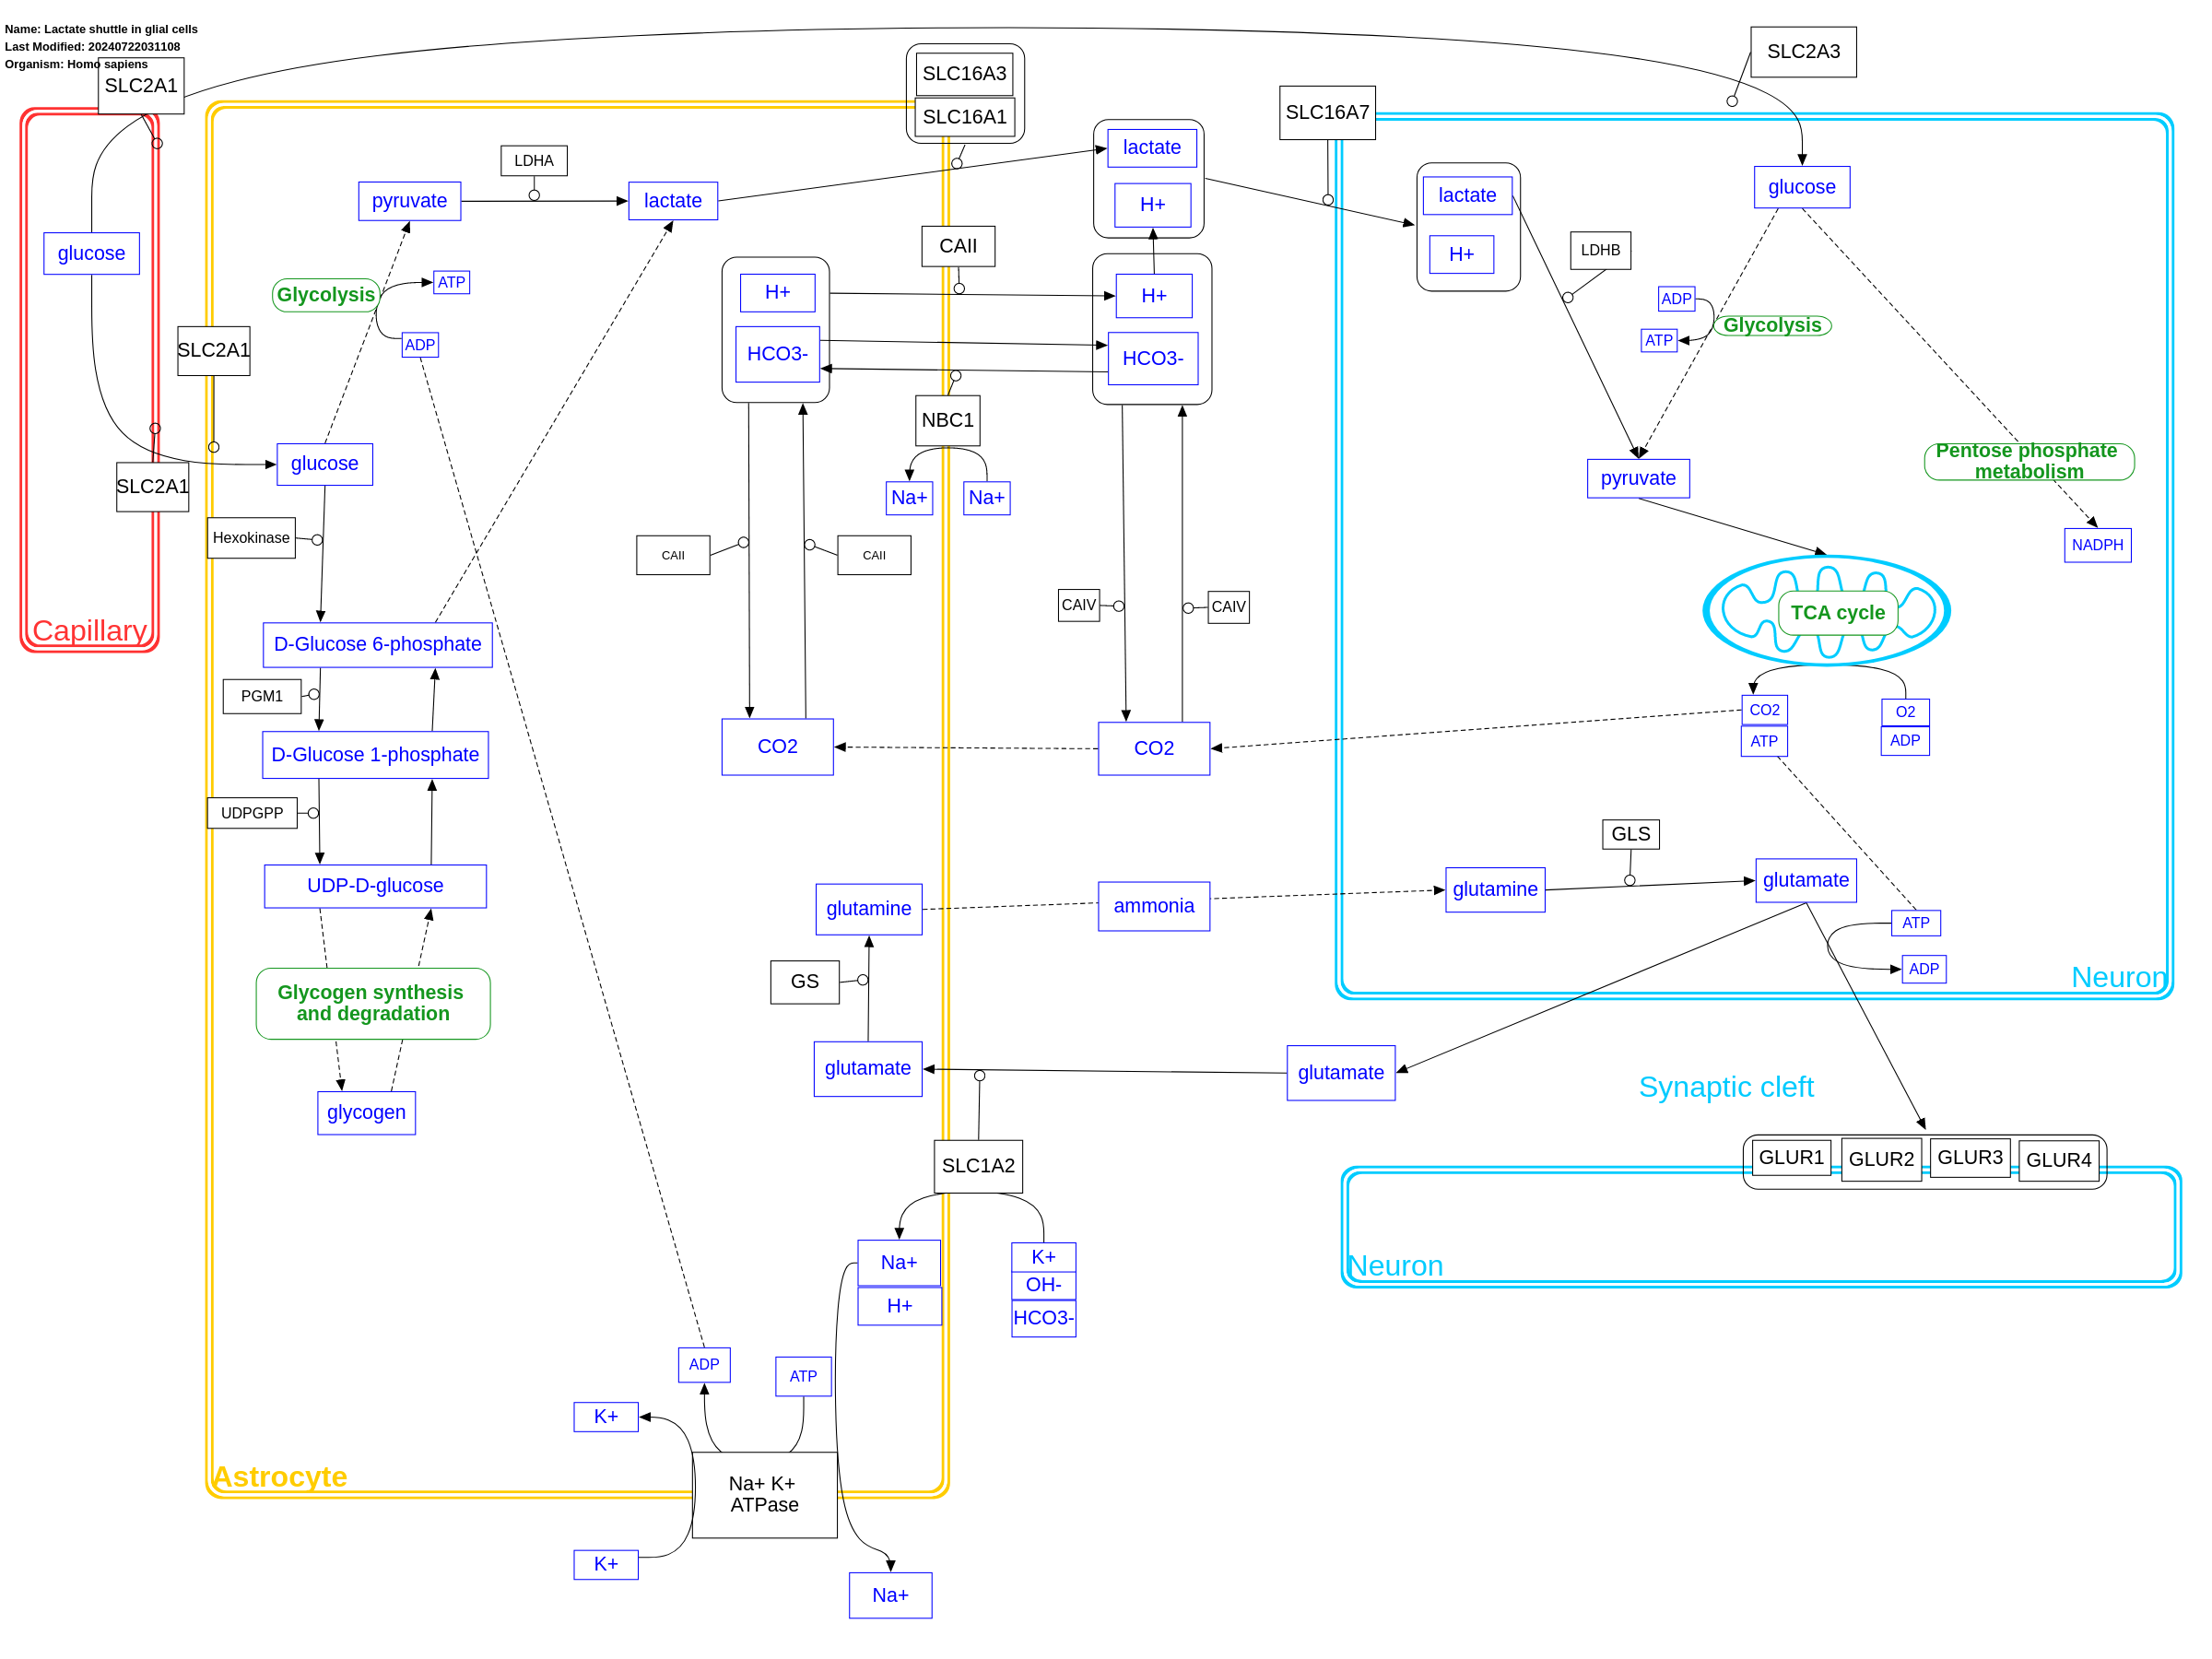 Name: Lactate shuttle in glial cells
Last Modified: 20240722031108
Organism: Homo sapiens
SLC2A1
SLC16A3
SLC16A1
SLC2A3
SLC16A7
LDHA
pyruvate
lactate
lactate
H+
lactate
H+
glucose
glucose
CAII
LDHB
Glycolysis
ATP
ADP
H+
HCO3-
H+
HCO3-
ADP
ATP
Glycolysis
SLC2A1
NBC1
Na+
Na+
glucose
SLC2A1
pyruvate
Pentose phosphate
metabolism
NADPH
Hexokinase
CAII
CAII
CAIV
CAIV
TCA cycle
Capillary
D-Glucose 6-phosphate
PGM1
D-Glucose 1-phosphate
CO2
CO2
CO2
ATP
O2
ADP
UDPGPP
UDP-D-glucose
GLS
glutamine
ammonia
glutamine
glutamate
ATP
ADP
Neuron
GS
Glycogen synthesis
and degradation
glutamate
glutamate
Synaptic cleft
glycogen
SLC1A2
GLUR1
GLUR2
GLUR3
GLUR4
Neuron
Na+
H+
K+
OH-
HCO3-
ADP
ATP
K+
Astrocyte
Na+ K+
ATPase
K+
Na+